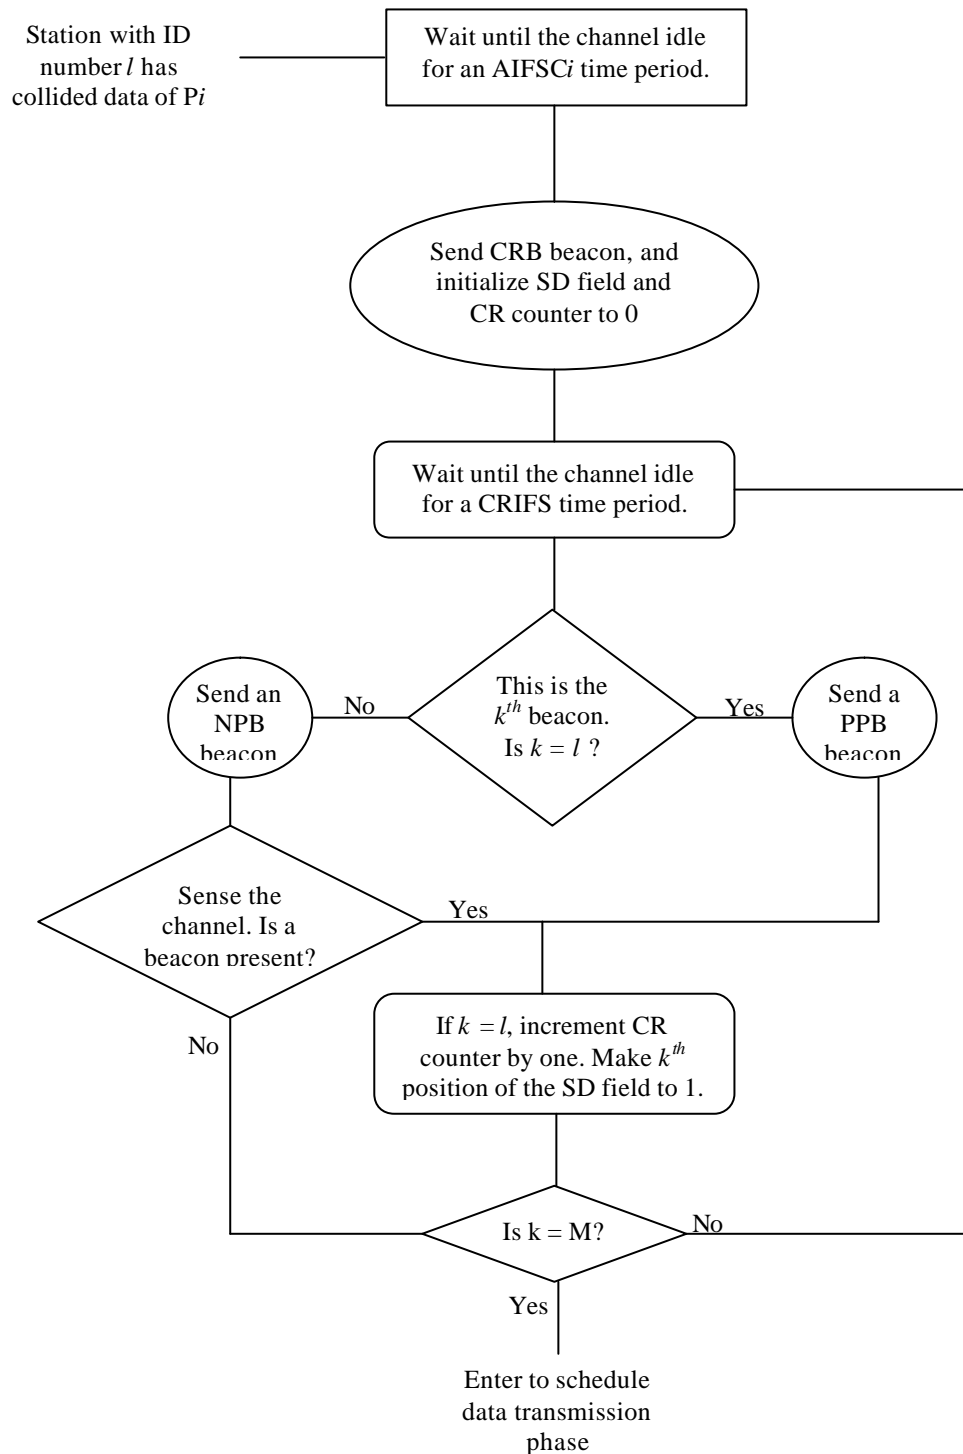 Station with ID
number l has
collided data of Pi
Wait until the channel idle
for an AIFSCi time period.
Send CRB beacon, and
initialize SD field and
CR counter to 0
Wait until the channel idle
for a CRIFS time period.
This is the
kth beacon.
Is k = l ?
No
Yes
Send an
NPB
beacon
Send a
PPB
beacon
Sense the
channel. Is a
beacon present?
Yes
No
If k = l, increment CR
counter by one. Make kth
position of the SD field to 1.
Is k = M?
No
Yes
Enter to schedule
data transmission
phase